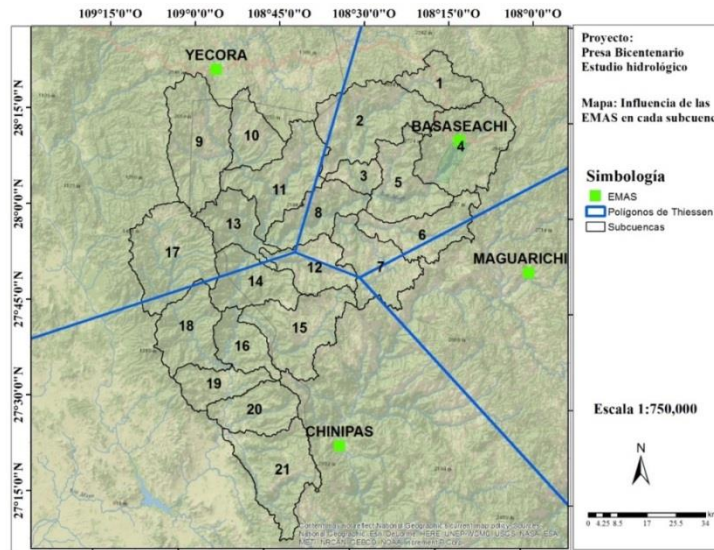 109°15'0"O 109°0'0"O 108°45'0"O 108°30'0"O 108°15'0"O 108°0'0"O
28°15'0"N
28°0'0"N
27°45'0"N
27°30'0"N
27°15'0"N
YECORA
1
2
BASASEACHI
4
9
10
3
5
11
8
13
6
17
12
7
MAGUARICHI
14
18
15
16
19
20
CHINIPAS
21
Proyecto:
Presa Bicentenario
Estudio hidrológico
Mapa: Influencia de las
EMAS en cada subcuen
Simbología
EMAS
Polígonos de Thiessen
Subcuencas
Escala 1:750,000
N
km
0 4.25 8.5 17 25.5 34